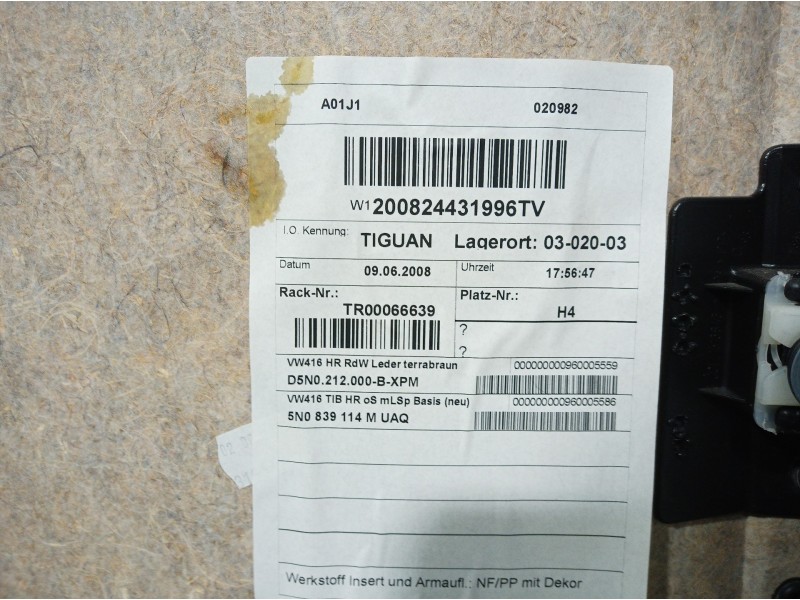 A01J1 020982
W1 200824431996TV
I.O. Kennung: TIGUAN Lagerort: 03-020-03
Datum 09.06.2008 Uhrzeit 17:56:47
Rack-Nr.: Platz-Nr.:
TR00066639 H4
?
?
VW416 HR RdW Leder terrabraun 000000000960005559
D5N0.212.000-B-XPM
VW416 TIB HR oS mLSp Basis (neu) 000000000960005586
5N0 839 114 M UAQ
Werkstoff Insert und Armaufl.: NF/PP mit Dekor